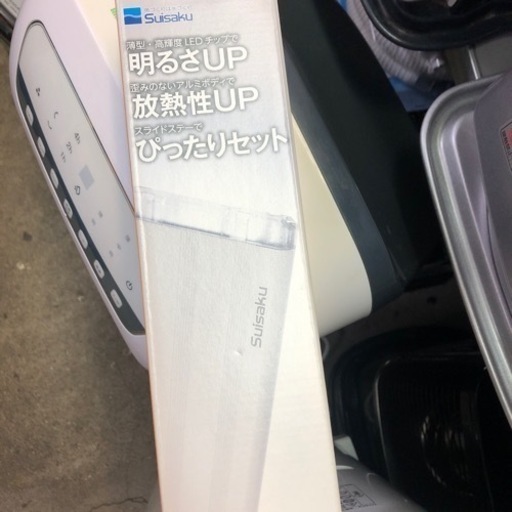 Suisaku
薄型・高輝度LEDチップで
明るさUP
歪みのないアルミボディで
放熱性UP
スライドステーで
ぴったりセット
Suisaku